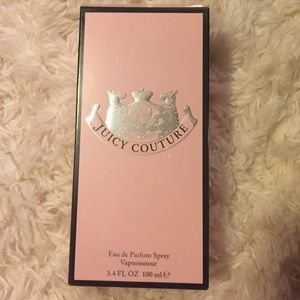 JUICY COUTURE
Eau de Parfum Spray
Vaporisateur
3.4 FL OZ 100 ml ℮